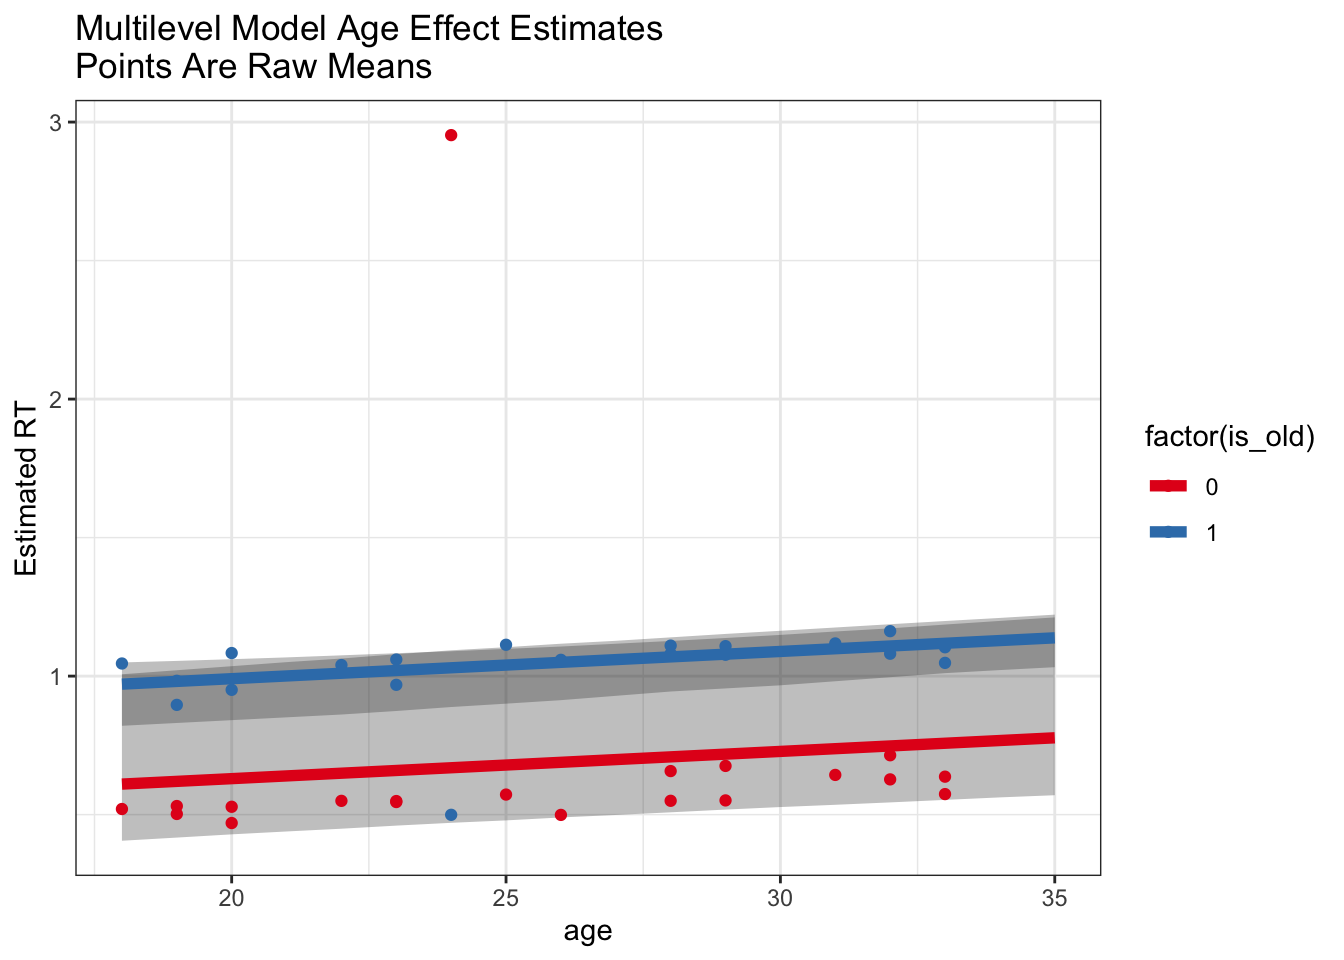 Multilevel Model Age Effect Estimates
Points Are Raw Means
3
2
1
Estimated RT
20
25
30
35
age
factor(is_old)
0
1